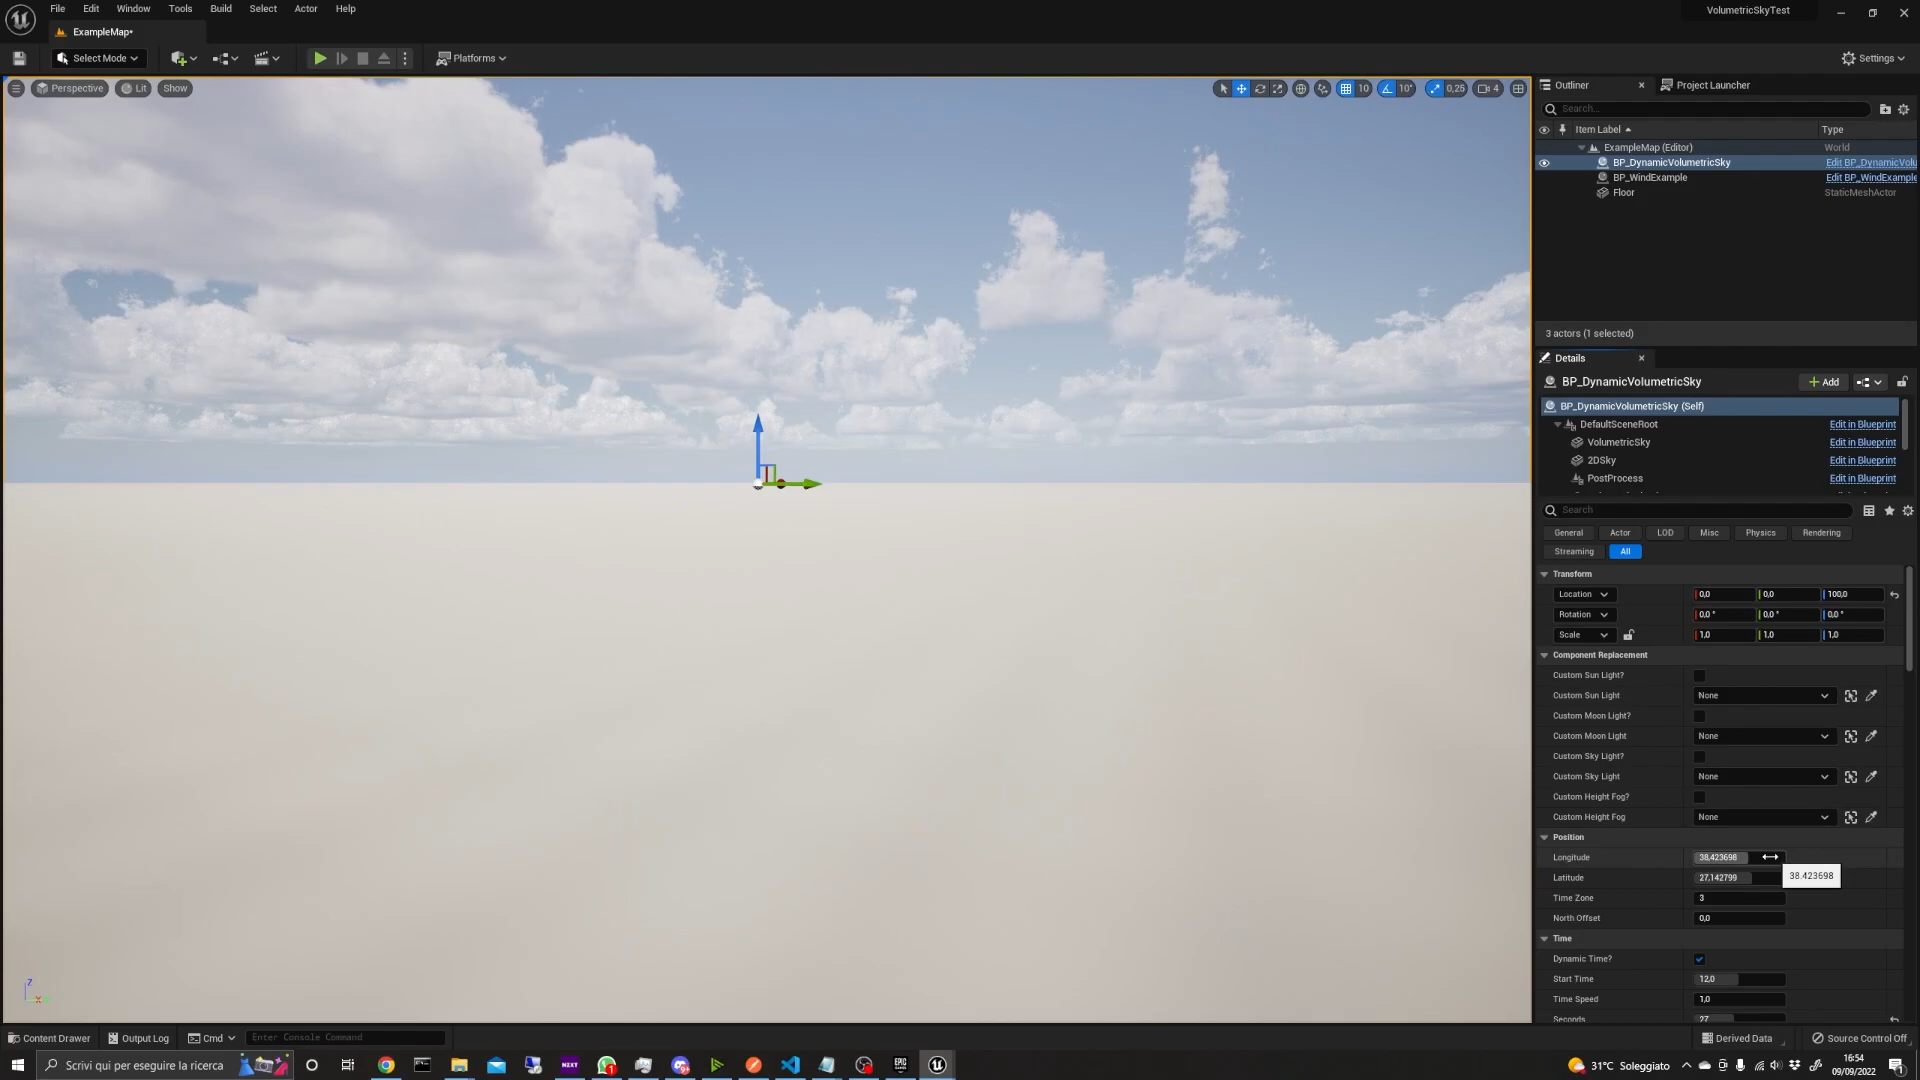 File Edit Window Tools Build Select Actor Help
VolumetricSkyTest
ExampleMap•
Select Mode
Platforms
Settings
Perspective Lit Show
10 10° 0,25 4
Outliner
Project Launcher
Search...
Item Label Type
ExampleMap (Editor) World
BP_DynamicVolumetricSky Edit BP_DynamicVolu
BP_WindExample Edit BP_WindExample
Floor StaticMeshActor
3 actors (1 selected)
Details
BP_DynamicVolumetricSky
Add
BP_DynamicVolumetricSky (Self)
DefaultSceneRoot Edit in Blueprint
VolumetricSky Edit in Blueprint
2DSky Edit in Blueprint
PostProcess Edit in Blueprint
Search
General Actor LOD Misc Physics Rendering
Streaming All
Transform
Location 0,0 0,0 100,0
Rotation 0,0 ° 0,0 ° 0,0 °
Scale 1,0 1,0 1,0
Component Replacement
Custom Sun Light?
Custom Sun Light None
Custom Moon Light?
Custom Moon Light None
Custom Sky Light?
Custom Sky Light None
Custom Height Fog?
Custom Height Fog None
Position
Longitude 38,423698
38.423698
Latitude 27,142799
Time Zone 3
North Offset 0,0
Time
Dynamic Time?
Start Time 12,0
Time Speed 1,0
Seconds 27
Z
X
Content Drawer Output Log Cmd Enter Console Command
Derived Data Source Control Off
Scrivi qui per eseguire la ricerca
NEXT
EPIC GAMES
31°C Soleggiato
16:54
09/09/2022